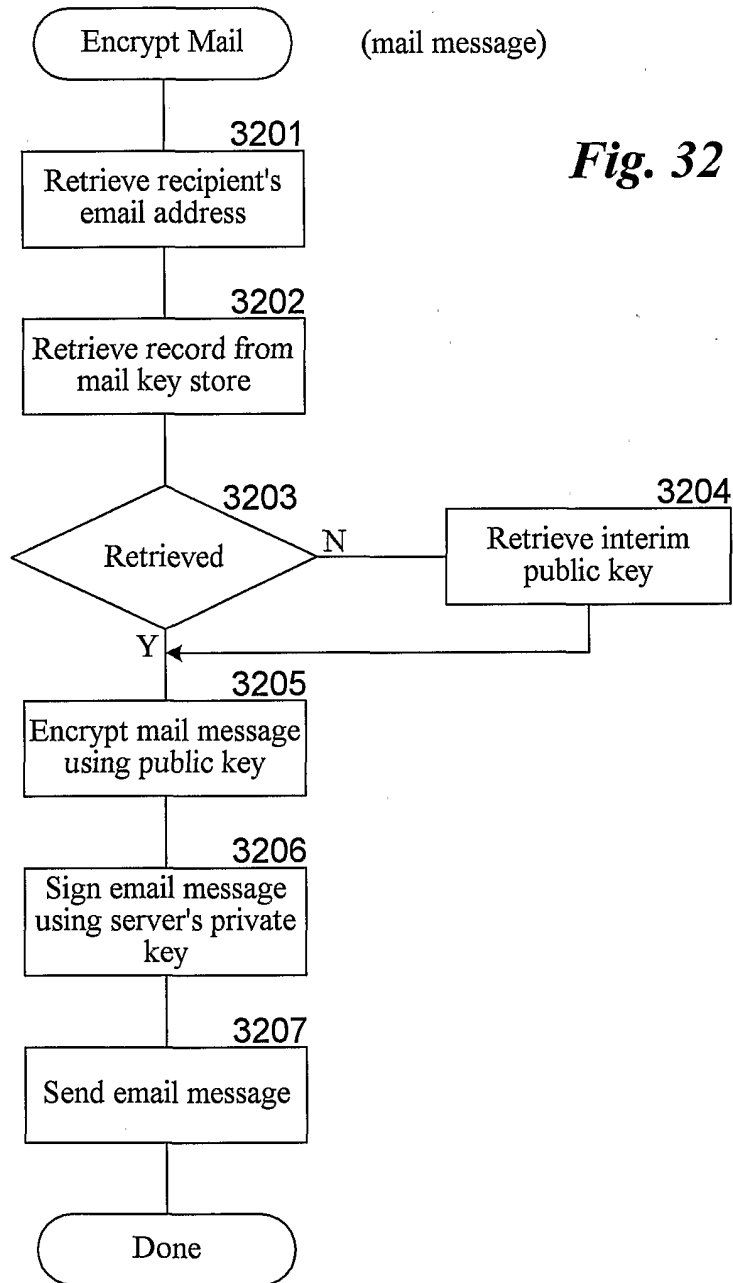 Encrypt Mail
(mail message)
Fig. 32
3201
Retrieve recipient's
email address
3202
Retrieve record from
mail key store
3203
Retrieved
N
3204
Retrieve interim
public key
Y
3205
Encrypt mail message
using public key
3206
Sign email message
using server's private
key
3207
Send email message
Done